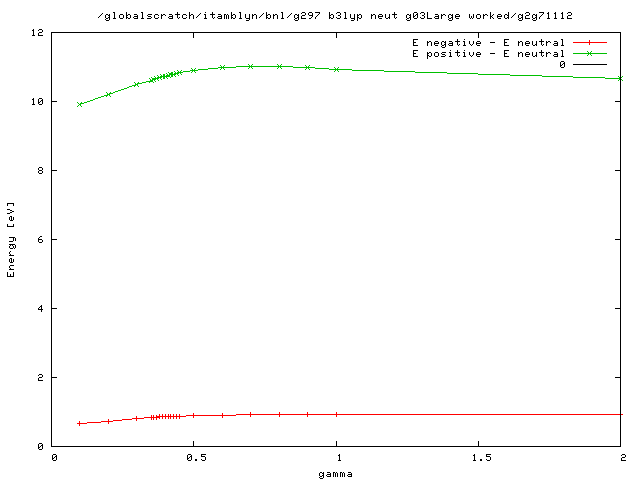 /globalscratch/itamblyn/bnl/g297 b3lyp neut g03Large worked/g2g71112
E negative - E neutral
E positive - E neutral
0
12
10
8
6
4
2
0
Energy [eV]
0 0.5 1 1.5 2
gamma